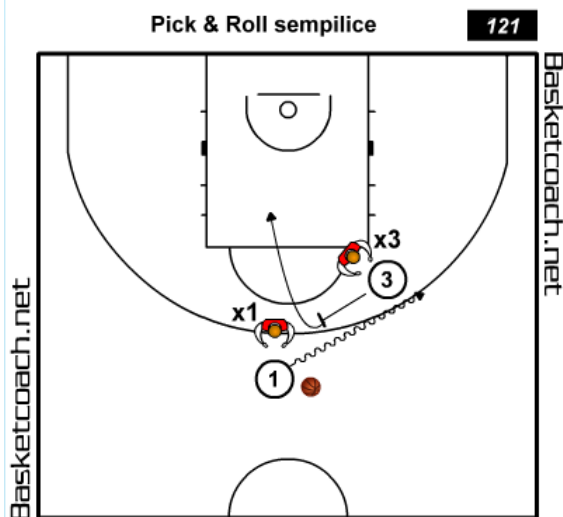 Pick & Roll sempilice
121
Basketcoach.net
Basketcoach.net
x3
3
x1
1